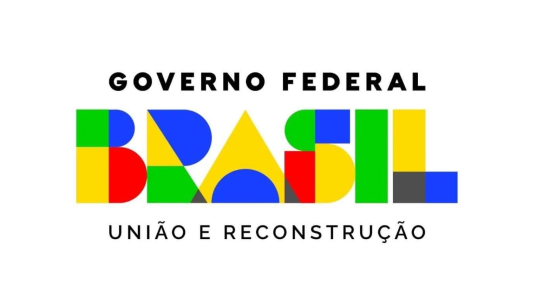 GOVERNO FEDERAL
BRASIL
UNIÃO E RECONSTRUÇÃO